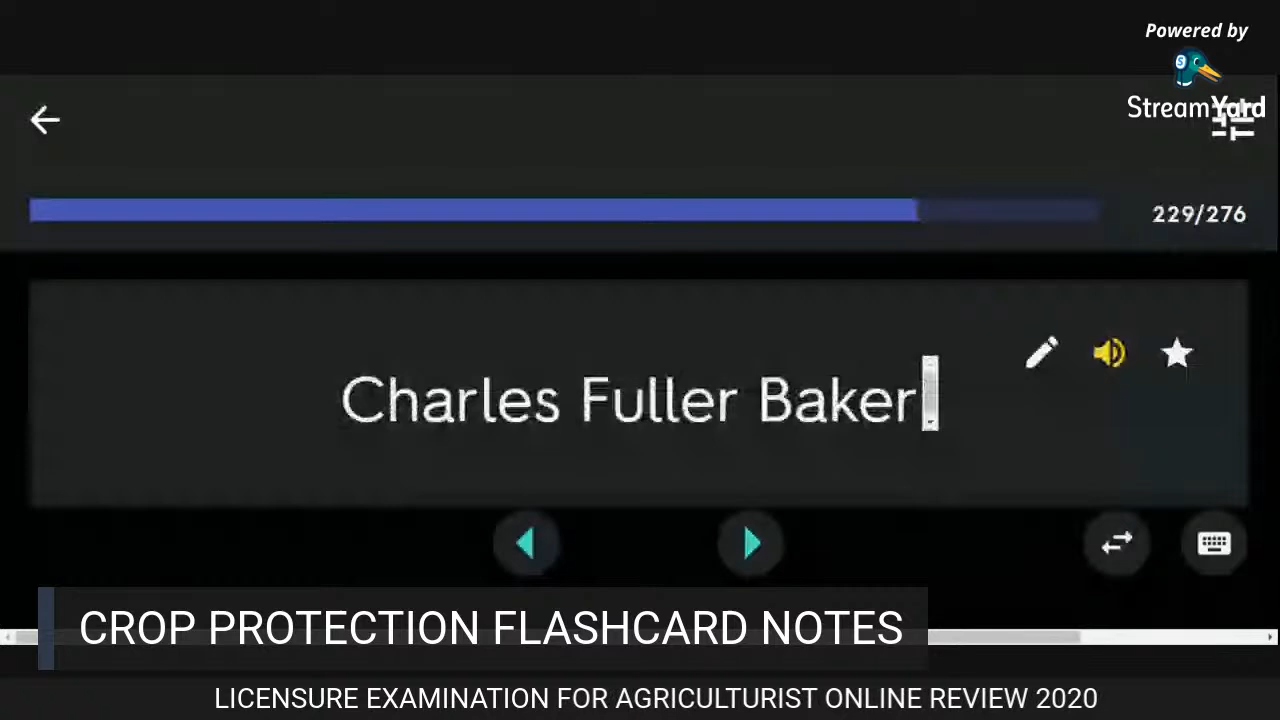 Powered by
StreamYard
229/276
Charles Fuller Baker
CROP PROTECTION FLASHCARD NOTES
LICENSURE EXAMINATION FOR AGRICULTURIST ONLINE REVIEW 2020